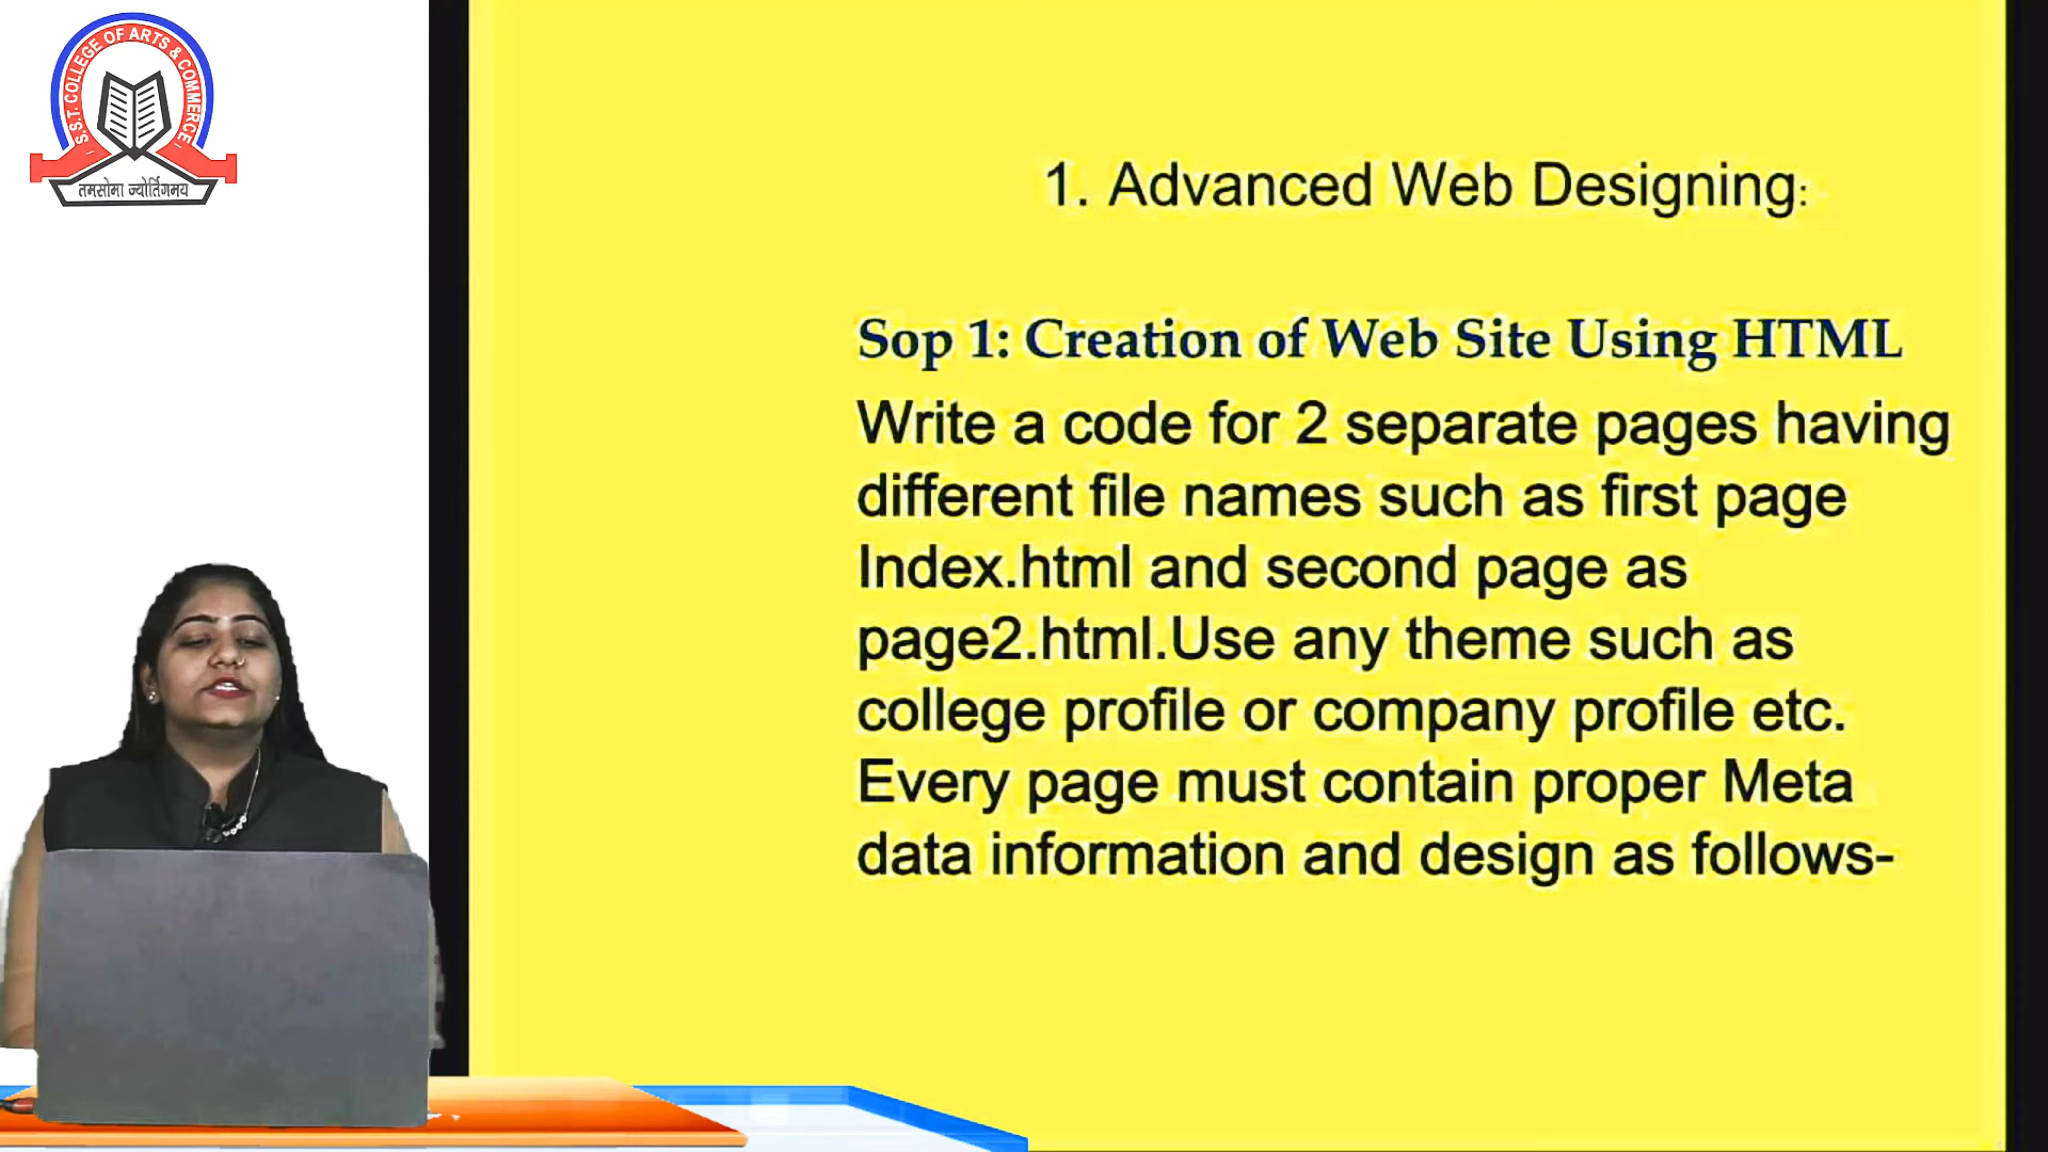 S.S.T. COLLEGE OF ARTS & COMMERCE
तमसोमा ज्योर्तिगमय
1. Advanced Web Designing:
Sop 1: Creation of Web Site Using HTML
Write a code for 2 separate pages having
different file names such as first page
Index.html and second page as
page2.html.Use any theme such as
college profile or company profile etc.
Every page must contain proper Meta
data information and design as follows-